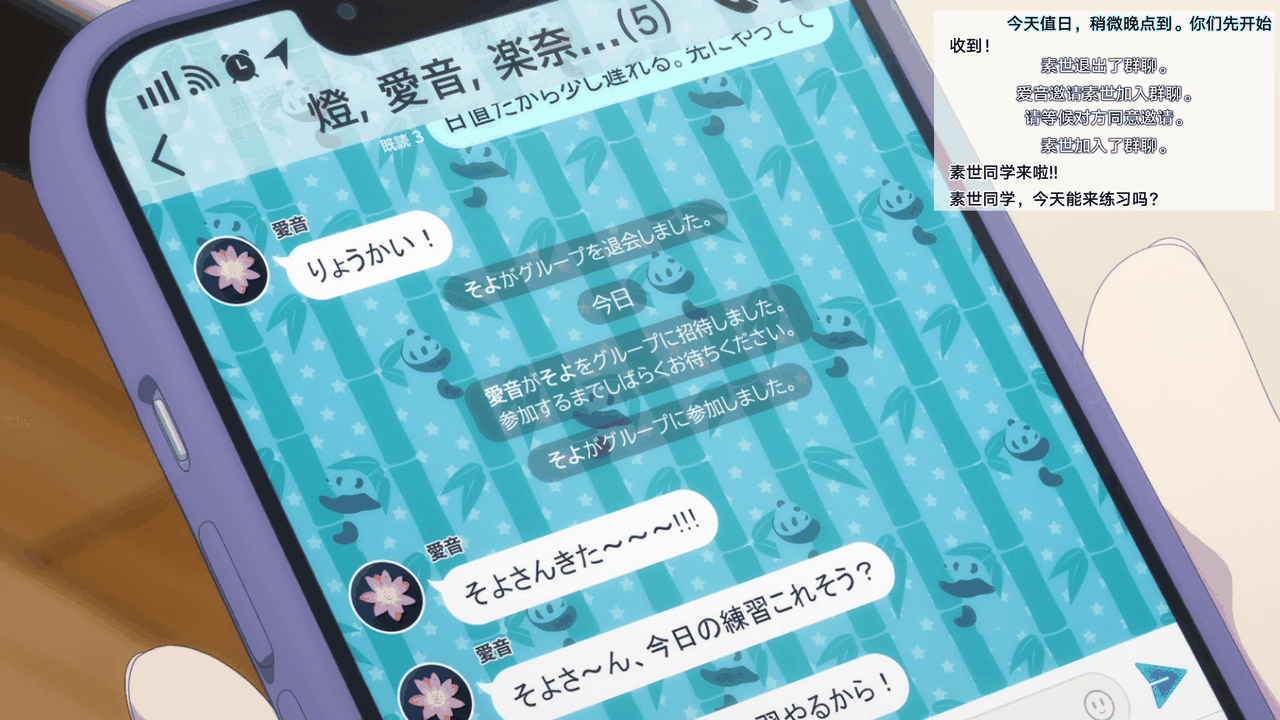 燈, 愛音, 楽奈...(5)
日直だから少し遅れる。先にやってて
既読 3
愛音
りょうかい！
そよがグループを退会しました。
今日
愛音がそよをグループに招待しました。
参加するまでしばらくお待ちください。
そよがグループに参加しました。
愛音
そよさんきた～～～!!!
愛音
そよさ～ん、今日の練習これそう？
習やるから！
今天值日，稍微晚点到。你们先开始
收到！
素世退出了群聊。
爱音邀请素世加入群聊。
请等候对方同意邀请。
素世加入了群聊。
素世同学来啦!!
素世同学，今天能来练习吗？